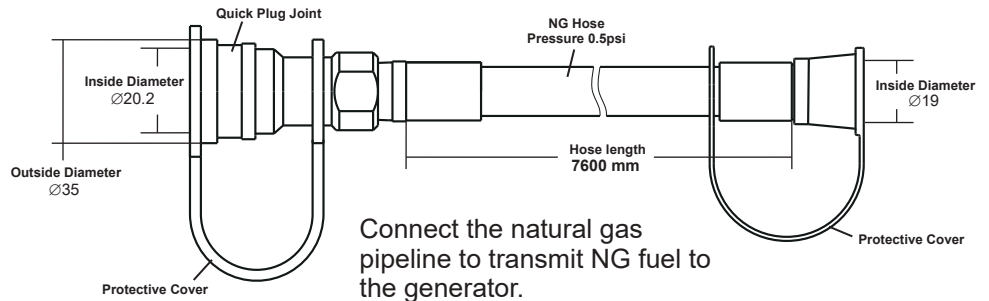 Quick Plug Joint
NG Hose
Pressure 0.5psi
Inside Diameter
∅20.2
Inside Diameter
∅19
Hose length
7600 mm
Outside Diameter
∅35
Connect the natural gas
pipeline to transmit NG fuel to
the generator.
Protective Cover
Protective Cover